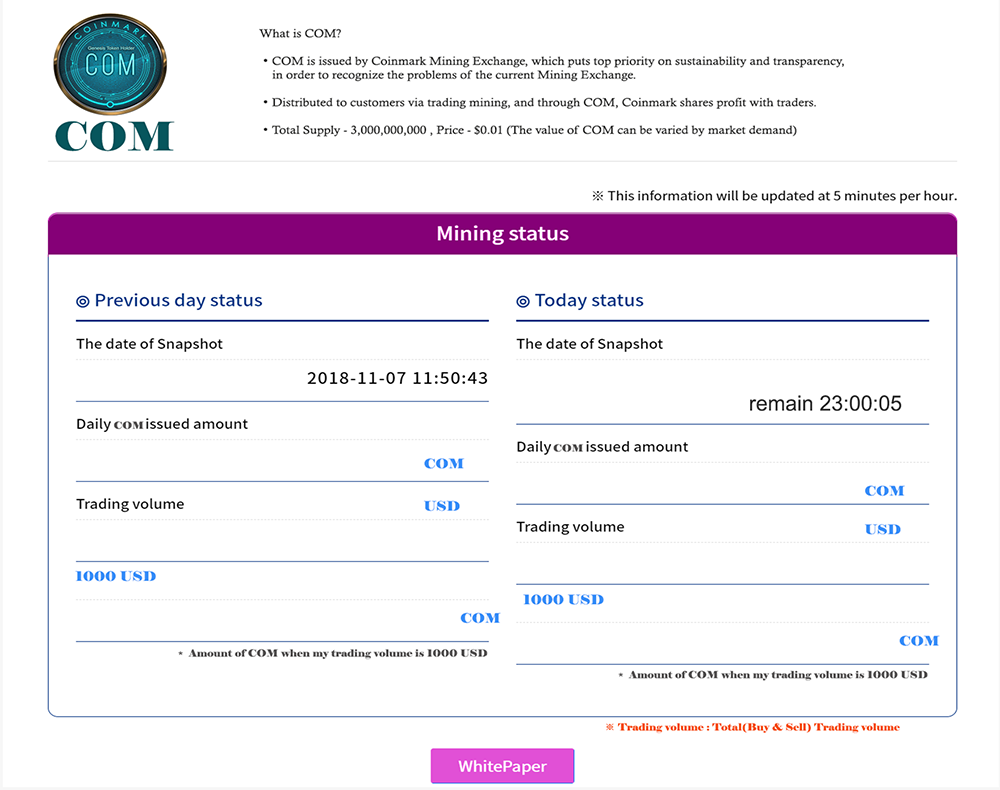 COINMARK
Genesis Token Holder
COM
COM
What is COM?
• COM is issued by Coinmark Mining Exchange, which puts top priority on sustainability and transparency,
in order to recognize the problems of the current Mining Exchange.
• Distributed to customers via trading mining, and through COM, Coinmark shares profit with traders.
• Total Supply - 3,000,000,000 , Price - $0.01 (The value of COM can be varied by market demand)
※ This information will be updated at 5 minutes per hour.
Mining status
◎ Previous day status
The date of Snapshot
2018-11-07 11:50:43
Daily COM issued amount
COM
Trading volume USD
1000 USD
COM
* Amount of COM when my trading volume is 1000 USD
◎ Today status
The date of Snapshot
remain 23:00:05
Daily COM issued amount
COM
Trading volume USD
1000 USD
COM
* Amount of COM when my trading volume is 1000 USD
※ Trading volume : Total(Buy & Sell) Trading volume
WhitePaper